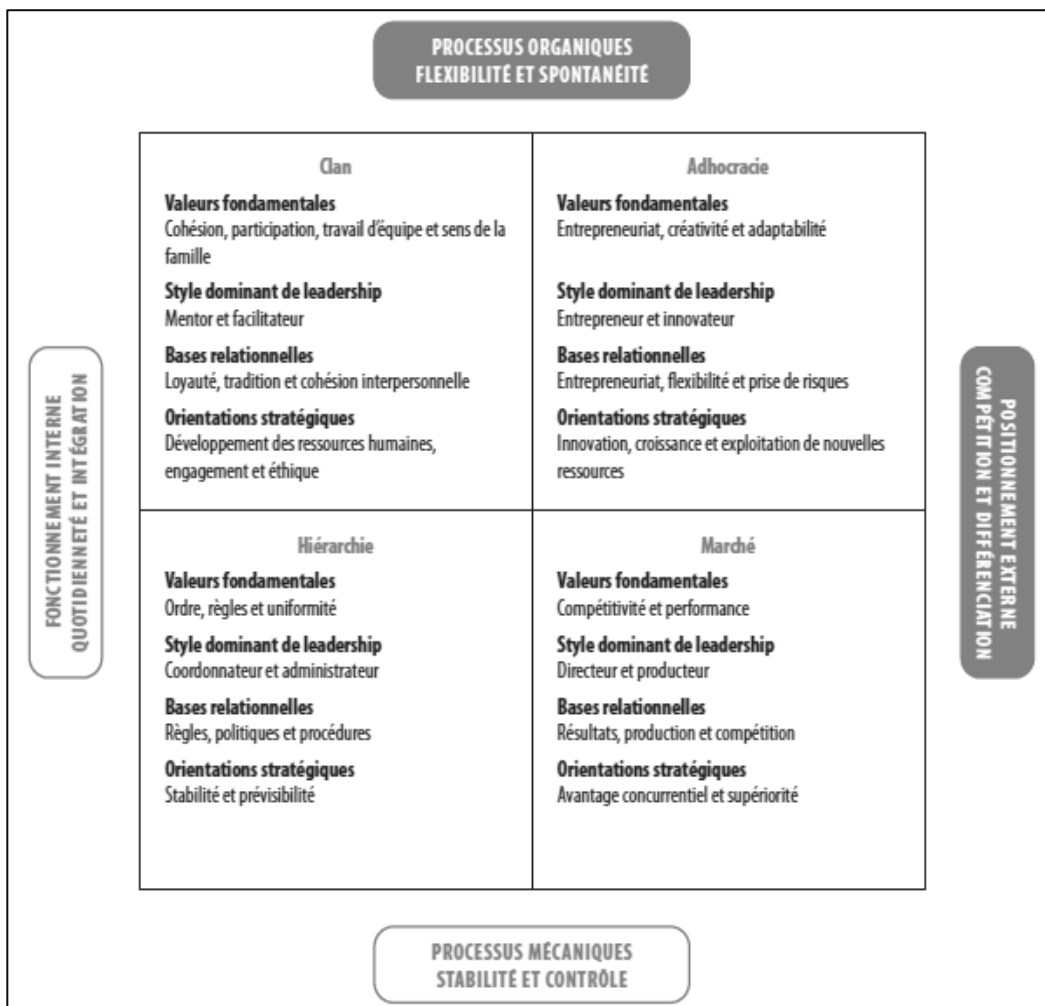 PROCESSUS ORGANIQUES
FLEXIBILITÉ ET SPONTANÉITÉ
Clan
Valeurs fondamentales
Cohésion, participation, travail d'équipe et sens de la
famille
Style dominant de leadership
Mentor et facilitateur
Bases relationnelles
Loyauté, tradition et cohésion interpersonnelle
Orientations stratégiques
Développement des ressources humaines,
engagement et éthique
Adhocracie
Valeurs fondamentales
Entrepreneuriat, créativité et adaptabilité
Style dominant de leadership
Entrepreneur et innovateur
Bases relationnelles
Entrepreneuriat, flexibilité et prise de risques
Orientations stratégiques
Innovation, croissance et exploitation de nouvelles
ressources
FONCTIONNEMENT INTERNE
QUOTIDIENNETÉ ET INTÉGRATION
POSITIONNEMENT EXTERNE
COMPÉTITION ET DIFFÉRENCIATION
Hiérarchie
Valeurs fondamentales
Ordre, règles et uniformité
Style dominant de leadership
Coordonnateur et administrateur
Bases relationnelles
Règles, politiques et procédures
Orientations stratégiques
Stabilité et prévisibilité
Marché
Valeurs fondamentales
Compétitivité et performance
Style dominant de leadership
Directeur et producteur
Bases relationnelles
Résultats, production et compétition
Orientations stratégiques
Avantage concurrentiel et supériorité
PROCESSUS MÉCANIQUES
STABILITÉ ET CONTRÔLE